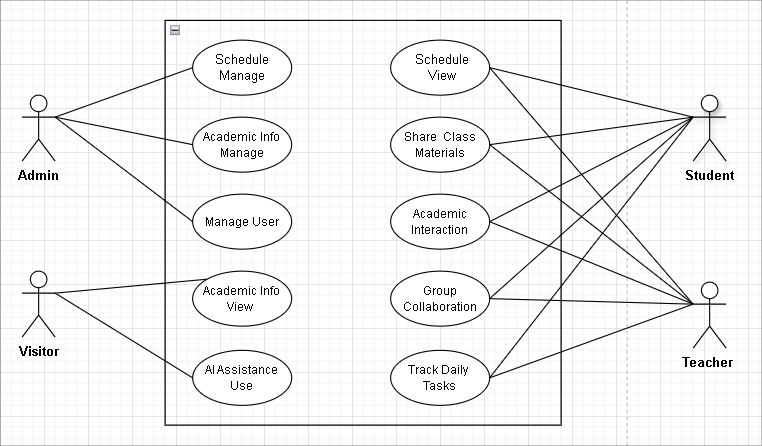 Schedule
Manage
Schedule
View
Academic Info
Manage
Share Class
Materials
Admin
Student
Manage User
Academic
Interaction
Academic Info
View
Group
Collaboration
Visitor
Teacher
AI Assistance
Use
Track Daily
Tasks